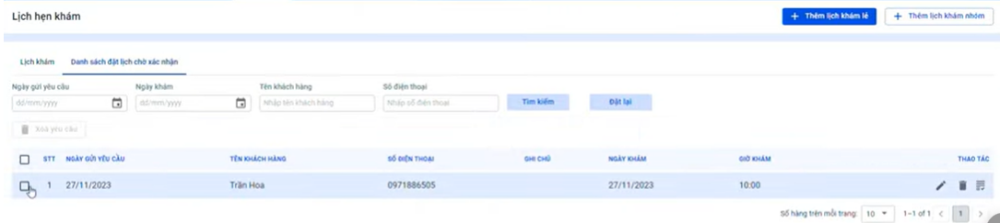 Lịch hẹn khám
+ Thêm lịch khám lẻ
+ Thêm lịch khám nhóm
Lịch khám
Danh sách đặt lịch chờ xác nhận
Ngày gửi yêu cầu
Ngày khám
Tên khách hàng
Số điện thoại
dd/mm/yyyy
dd/mm/yyyy
Nhập tên khách hàng
Nhập số điện thoại
Tìm kiếm
Đặt lại
Xóa yêu cầu
STT NGÀY GỬI YÊU CẦU TÊN KHÁCH HÀNG SỐ ĐIỆN THOẠI GHI CHÚ NGÀY KHÁM GIỜ KHÁM THAO TÁC
1 27/11/2023 Trần Hoa 0971886505 27/11/2023 10:00
Số hàng trên mỗi trang: 10 1–1 of 1 < 1 >